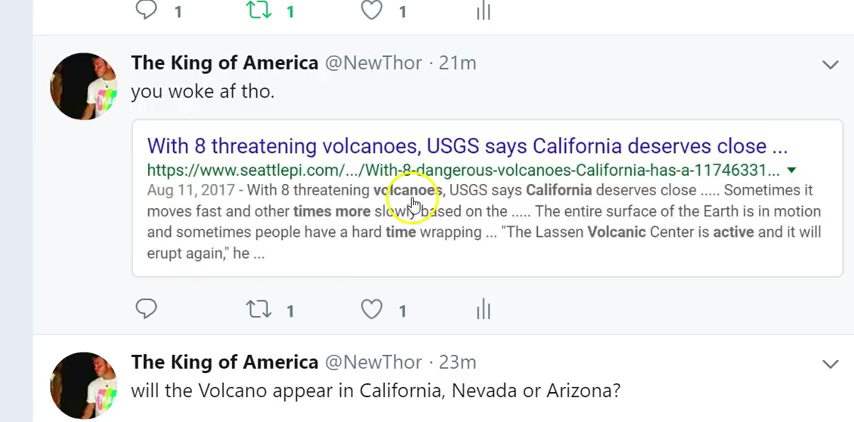 1 1 1
The King of America @NewThor · 21m
you woke af tho.
With 8 threatening volcanoes, USGS says California deserves close ...
https://www.seattlepi.com/.../With-8-dangerous-volcanoes-California-has-a-11746331...
Aug 11, 2017 - With 8 threatening volcanoes, USGS says California deserves close ..... Sometimes it
moves fast and other times more slowly based on the ..... The entire surface of the Earth is in motion
and sometimes people have a hard time wrapping ... "The Lassen Volcanic Center is active and it will
erupt again," he ...
1 1
The King of America @NewThor · 23m
will the Volcano appear in California, Nevada or Arizona?